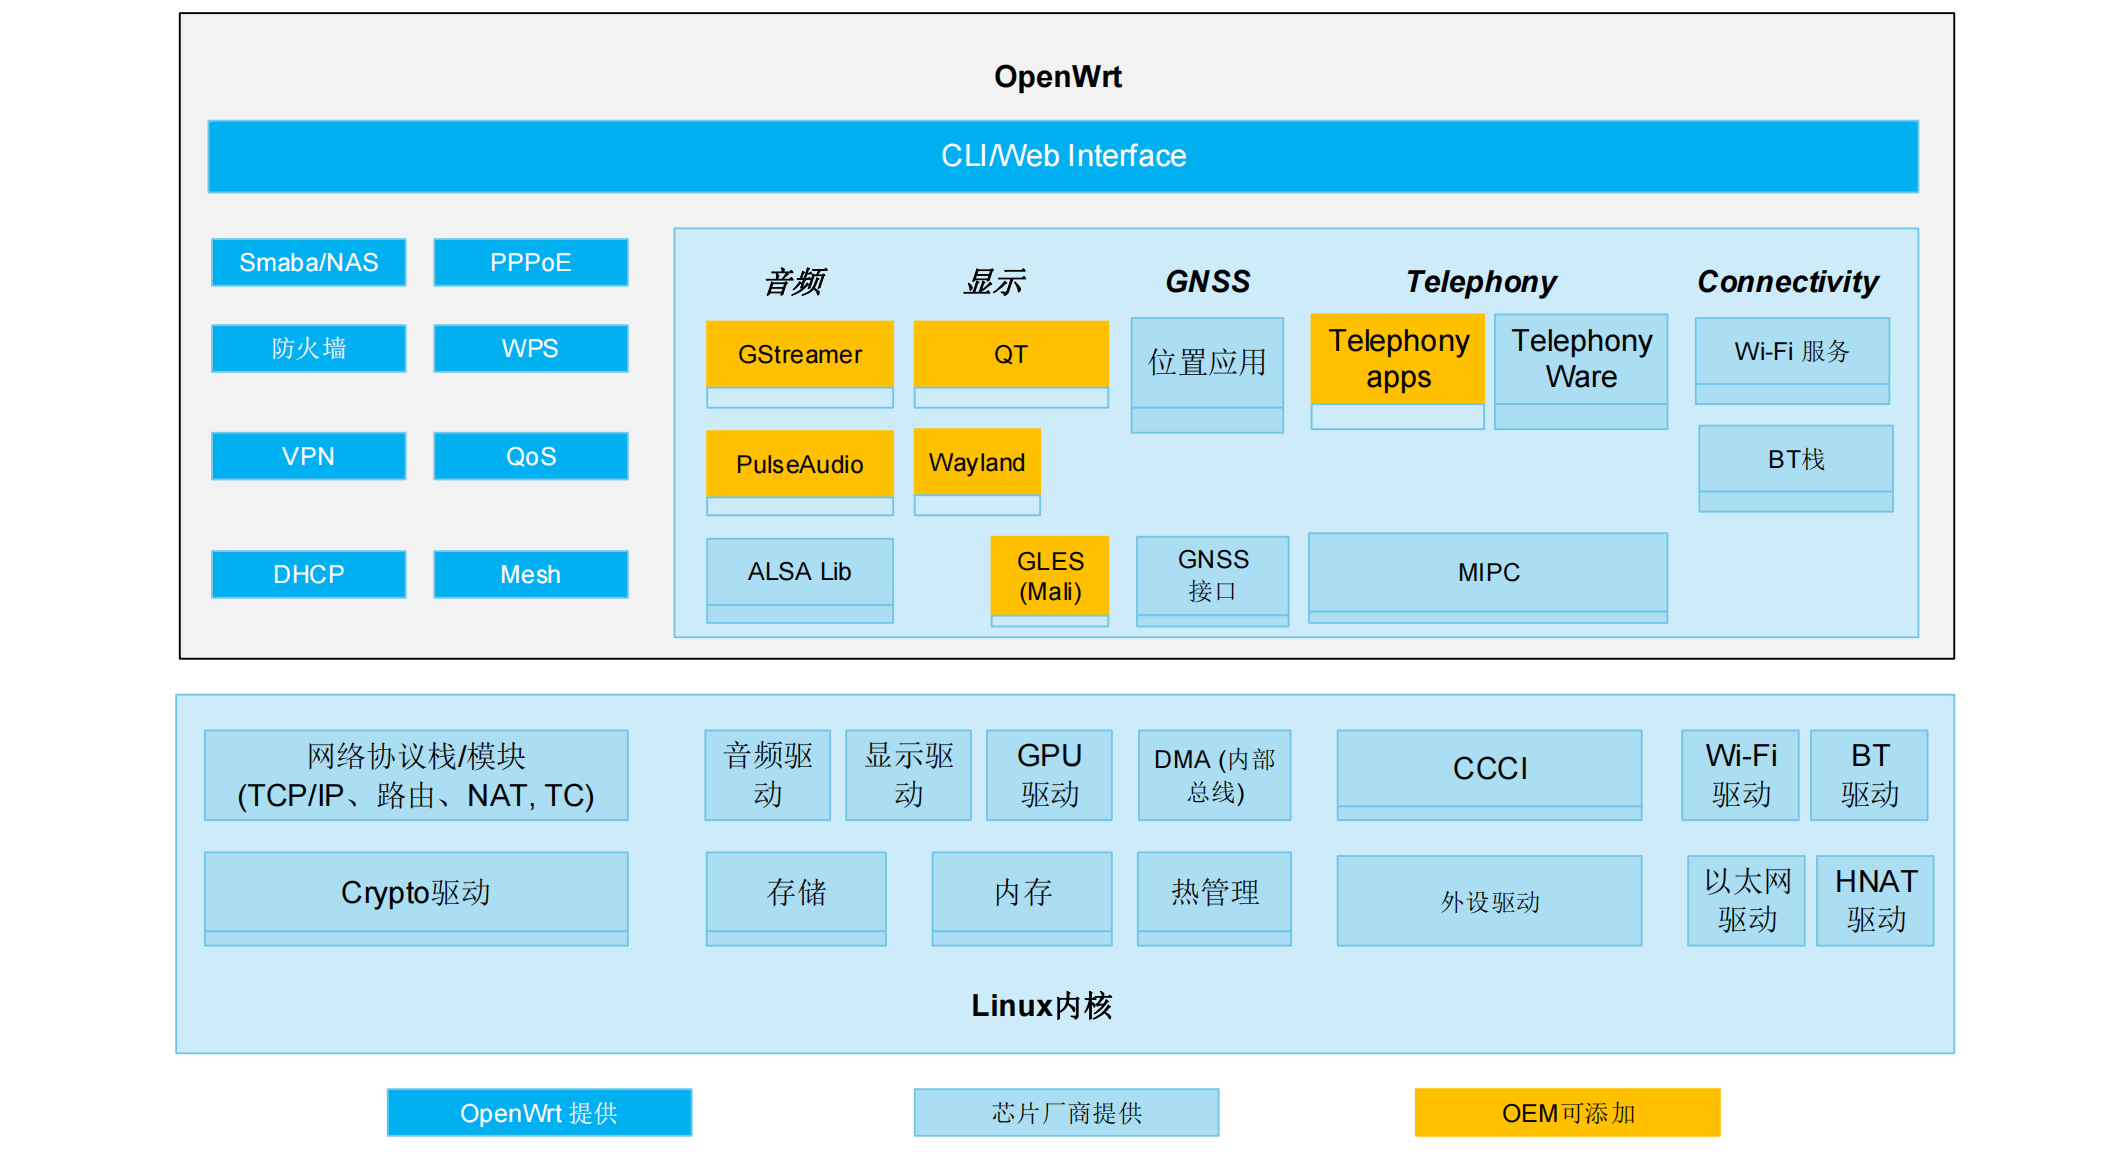 OpenWrt
CLI/Web Interface
Smaba/NAS
PPPoE
防火墙
WPS
VPN
QoS
DHCP
Mesh
音频
显示
GNSS
Telephony
Connectivity
GStreamer
QT
位置应用
Telephony
apps
Telephony
Ware
Wi-Fi 服务
PulseAudio
Wayland
BT栈
ALSA Lib
GLES
(Mali)
GNSS
接口
MIPC
网络协议栈/模块
(TCP/IP、路由、NAT, TC)
音频驱
动
显示驱
动
GPU
驱动
DMA (内部
总线)
CCCI
Wi-Fi
驱动
BT
驱动
Crypto驱动
存储
内存
热管理
外设驱动
以太网
驱动
HNAT
驱动
Linux内核
OpenWrt 提供
芯片厂商提供
OEM可添加